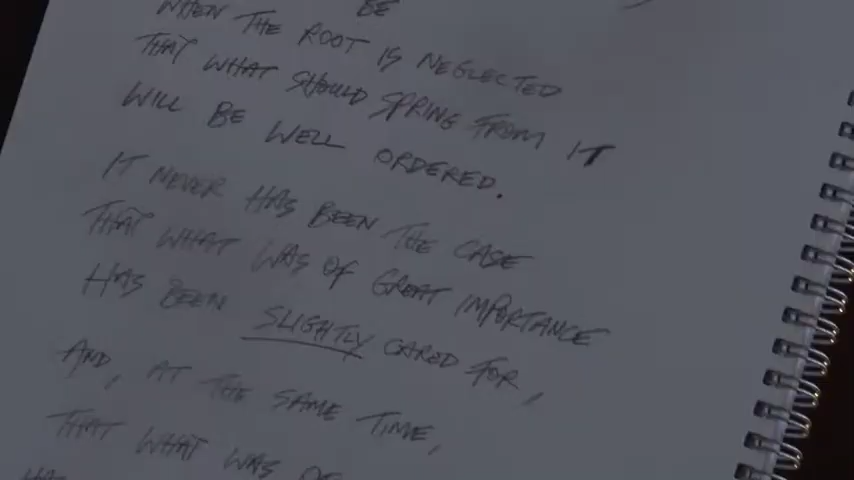 BE
WHEN THE ROOT IS NEGLECTED
THAT WHAT SHOULD SPRING FROM IT
WILL BE WELL ORDERED.
IT NEVER HAS BEEN THE CASE
THAT WHAT WAS OF GREAT IMPORTANCE
HAS BEEN SLIGHTLY CARED FOR,
AND, AT THE SAME TIME,
THAT WHAT WAS OF
HAS